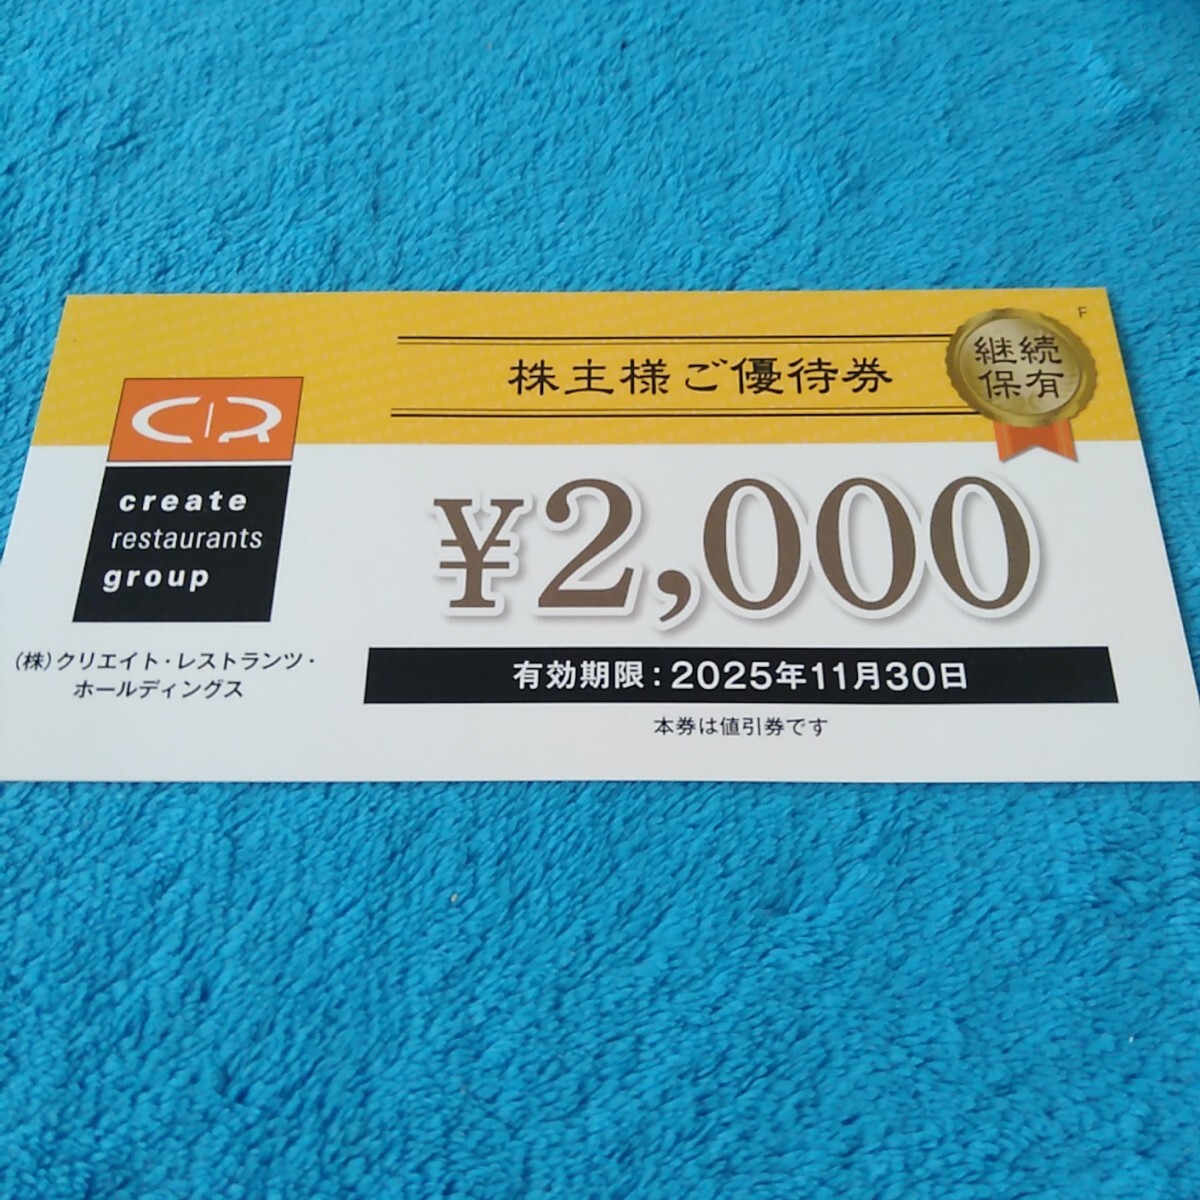 F
株主様ご優待券
継続
保有
CR
create
restaurants
group
¥2,000
(株)クリエイト・レストランツ・
ホールディングス
有効期限：2025年11月30日
本券は値引券です